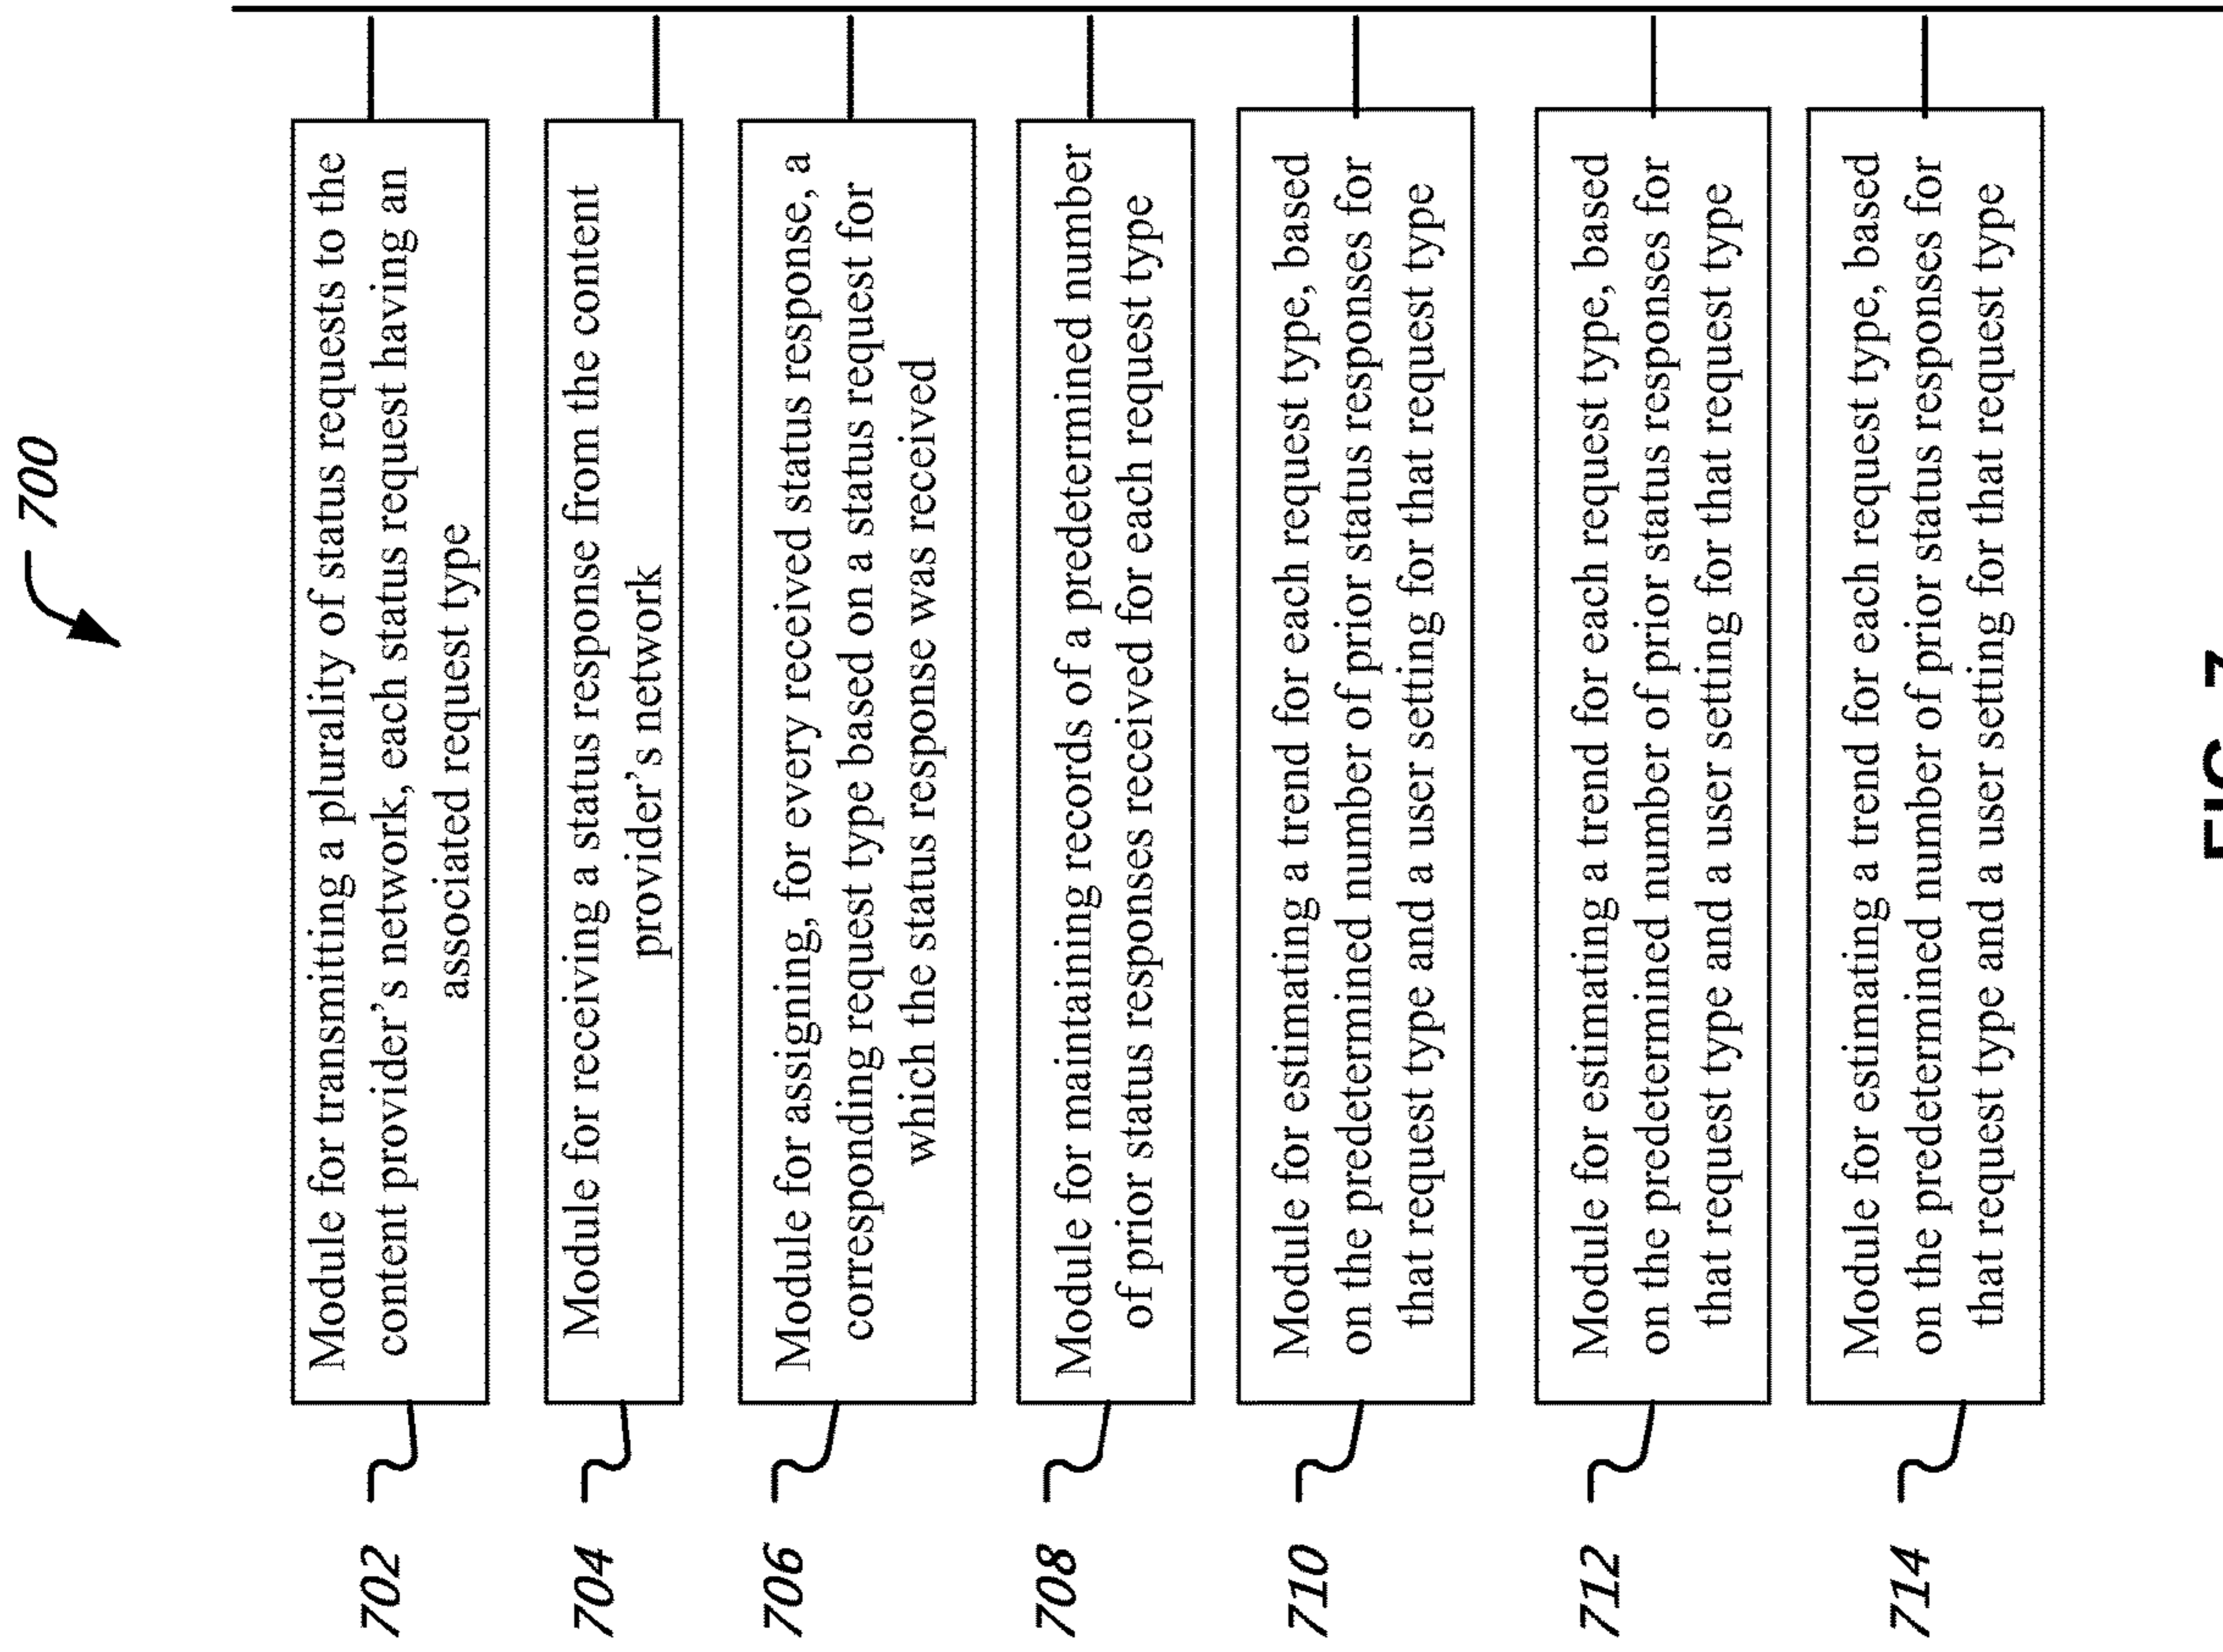 700
702
Module for transmitting a plurality of status requests to the
content provider's network, each status request having an
associated request type
704
Module for receiving a status response from the content
provider's network
706
Module for assigning, for every received status response, a
corresponding request type based on a status request for
which the status response was received
708
Module for maintaining records of a predetermined number
of prior status responses received for each request type
710
Module for estimating a trend for each request type, based
on the predetermined number of prior status responses for
that request type and a user setting for that request type
712
Module for estimating a trend for each request type, based
on the predetermined number of prior status responses for
that request type and a user setting for that request type
714
Module for estimating a trend for each request type, based
on the predetermined number of prior status responses for
that request type and a user setting for that request type